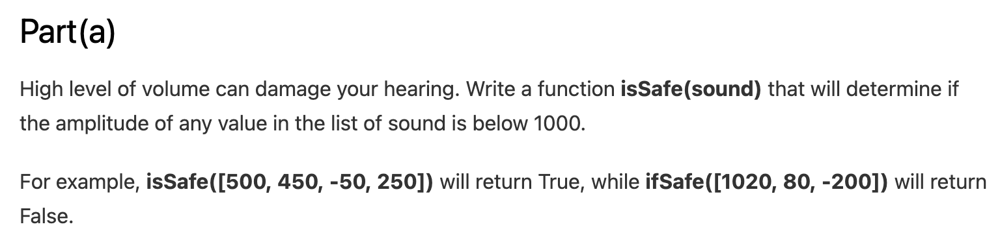 Part(a)
High level of volume can damage your hearing. Write a function isSafe(sound) that will determine if
the amplitude of any value in the list of sound is below 1000.
For example, isSafe([500, 450, -50, 250]) will return True, while ifSafe([1020, 80, -200]) will return
False.